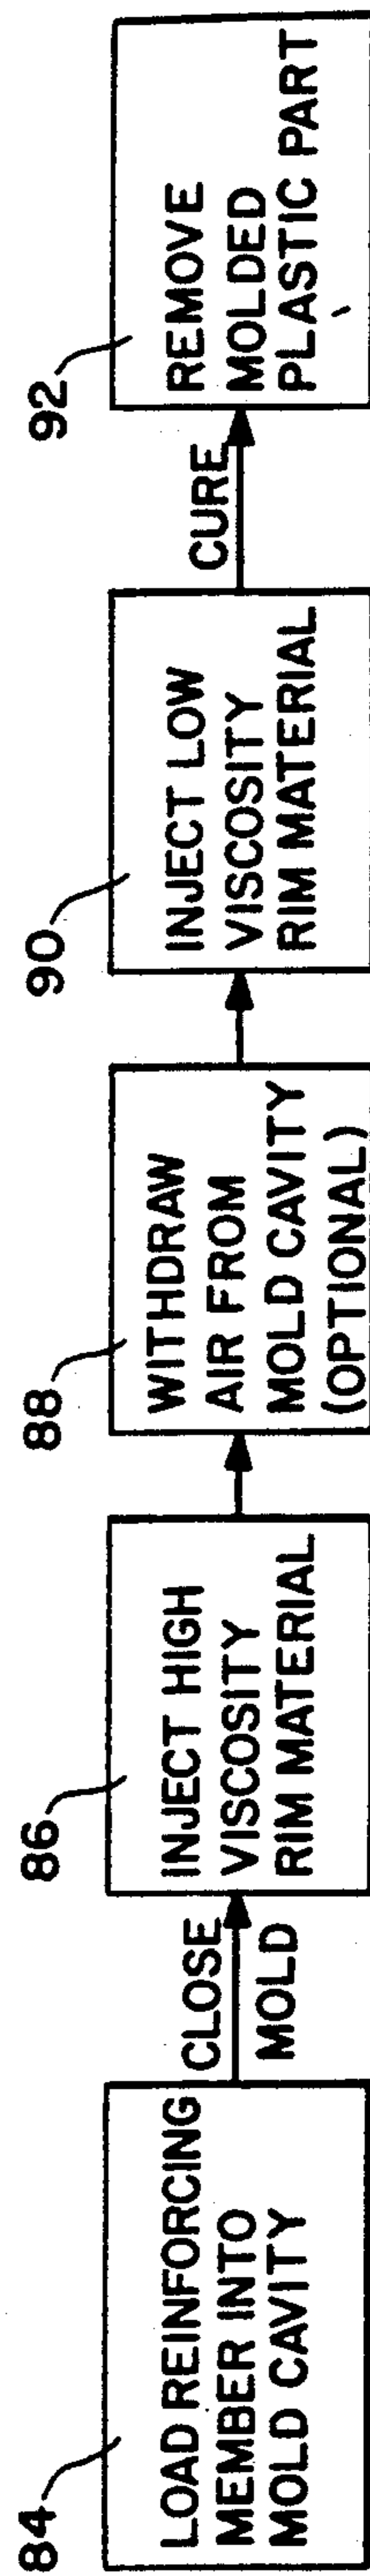 84
LOAD REINFORCING
MEMBER INTO
MOLD CAVITY
CLOSE
MOLD
86
INJECT HIGH
VISCOSITY
RIM MATERIAL
88
WITHDRAW
AIR FROM
MOLD CAVITY
(OPTIONAL)
90
INJECT LOW
VISCOSITY
RIM MATERIAL
CURE
92
REMOVE
MOLDED
PLASTIC PART